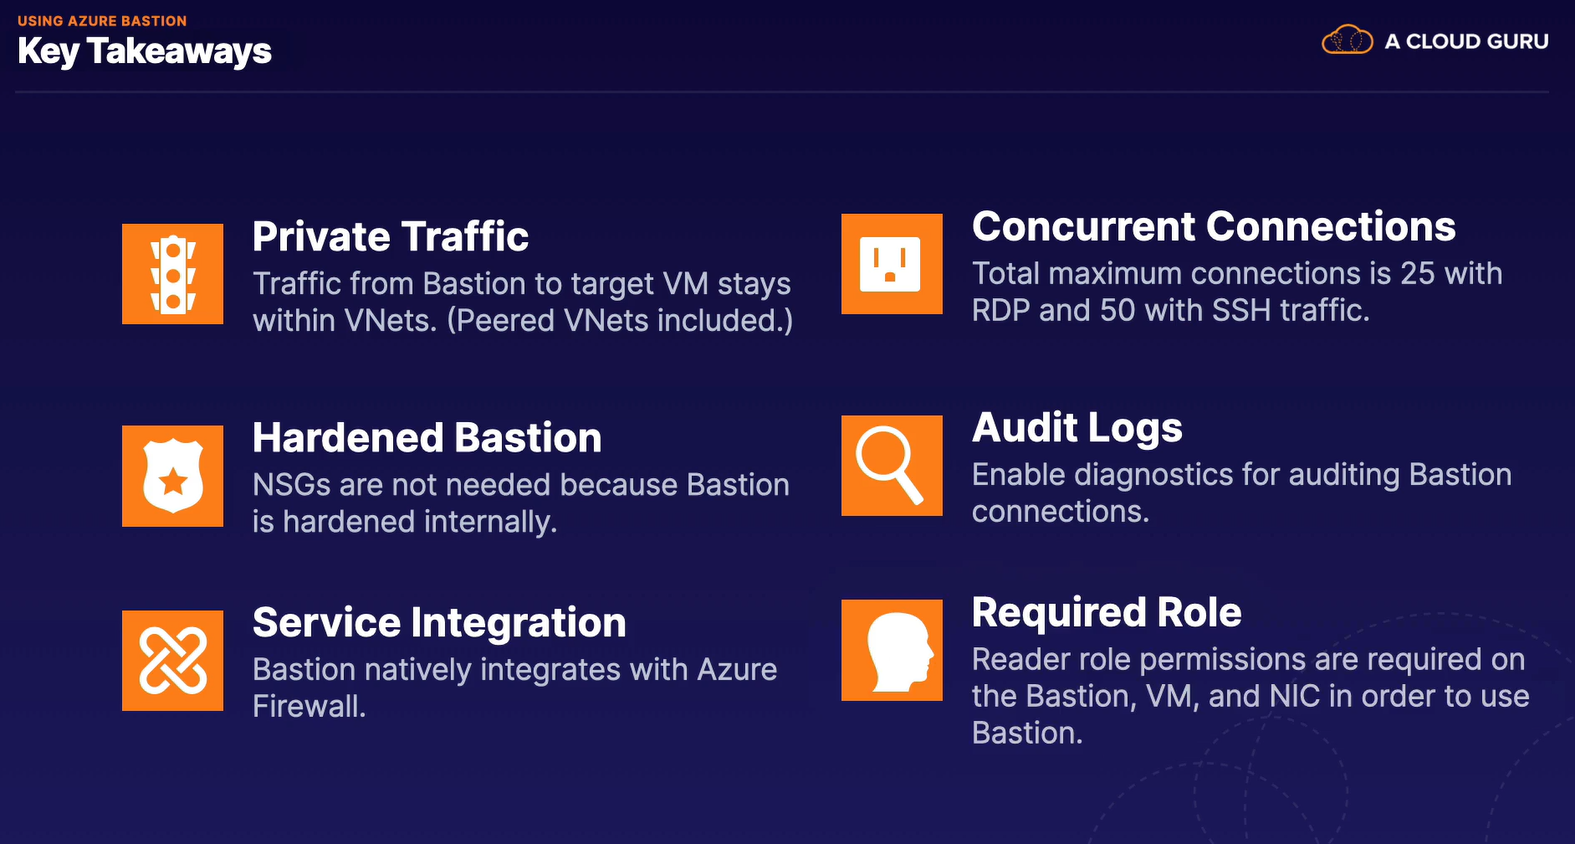 USING AZURE BASTION
Key Takeaways
A CLOUD GURU
Private Traffic
Traffic from Bastion to target VM stays
within VNets. (Peered VNets included.)
Hardened Bastion
NSGs are not needed because Bastion
is hardened internally.
Service Integration
Bastion natively integrates with Azure
Firewall.
Concurrent Connections
Total maximum connections is 25 with
RDP and 50 with SSH traffic.
Audit Logs
Enable diagnostics for auditing Bastion
connections.
Required Role
Reader role permissions are required on
the Bastion, VM, and NIC in order to use
Bastion.